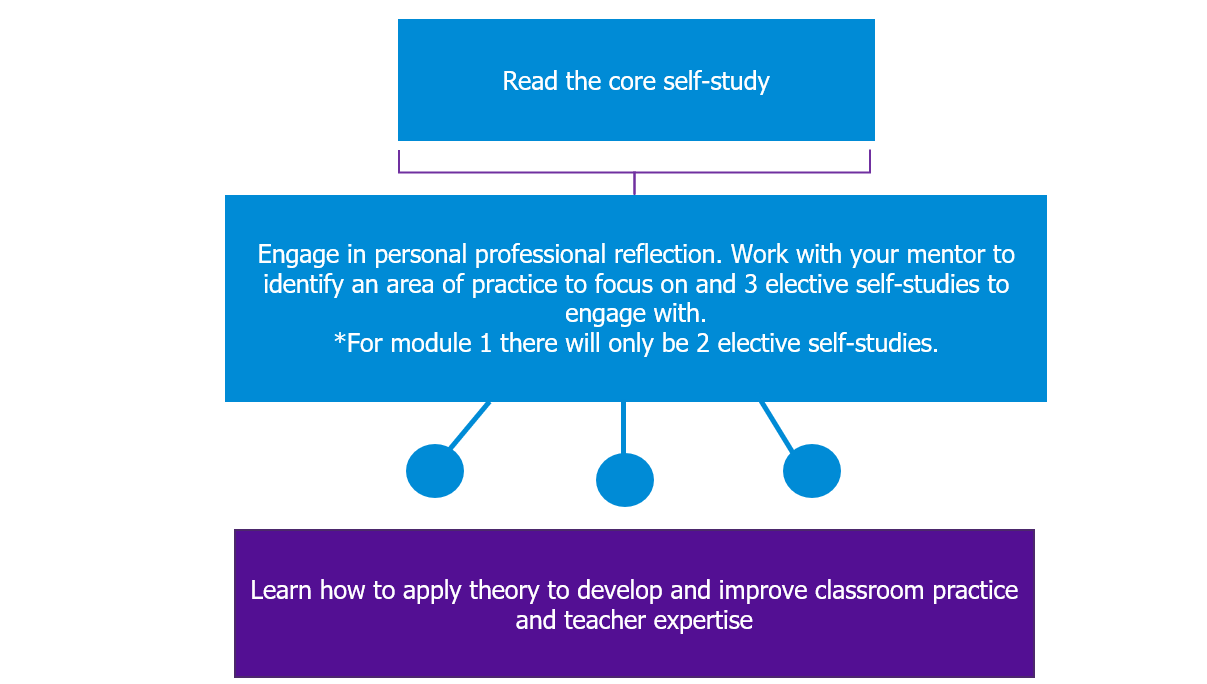 Read the core self-study
Engage in personal professional reflection. Work with your mentor to
identify an area of practice to focus on and 3 elective self-studies to
engage with.
*For module 1 there will only be 2 elective self-studies.
Learn how to apply theory to develop and improve classroom practice
and teacher expertise